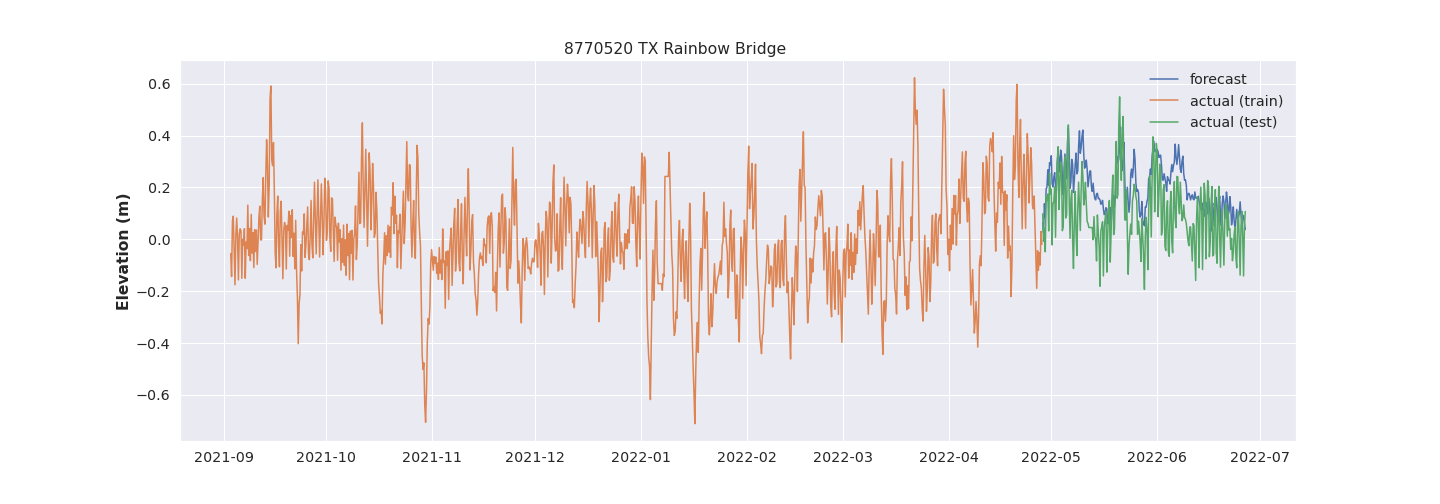 8770520 TX Rainbow Bridge
forecast
actual (train)
actual (test)
Elevation (m)
0.6
0.4
0.2
0.0
−0.2
−0.4
−0.6
2021-09 2021-10 2021-11 2021-12 2022-01 2022-02 2022-03 2022-04 2022-05 2022-06 2022-07